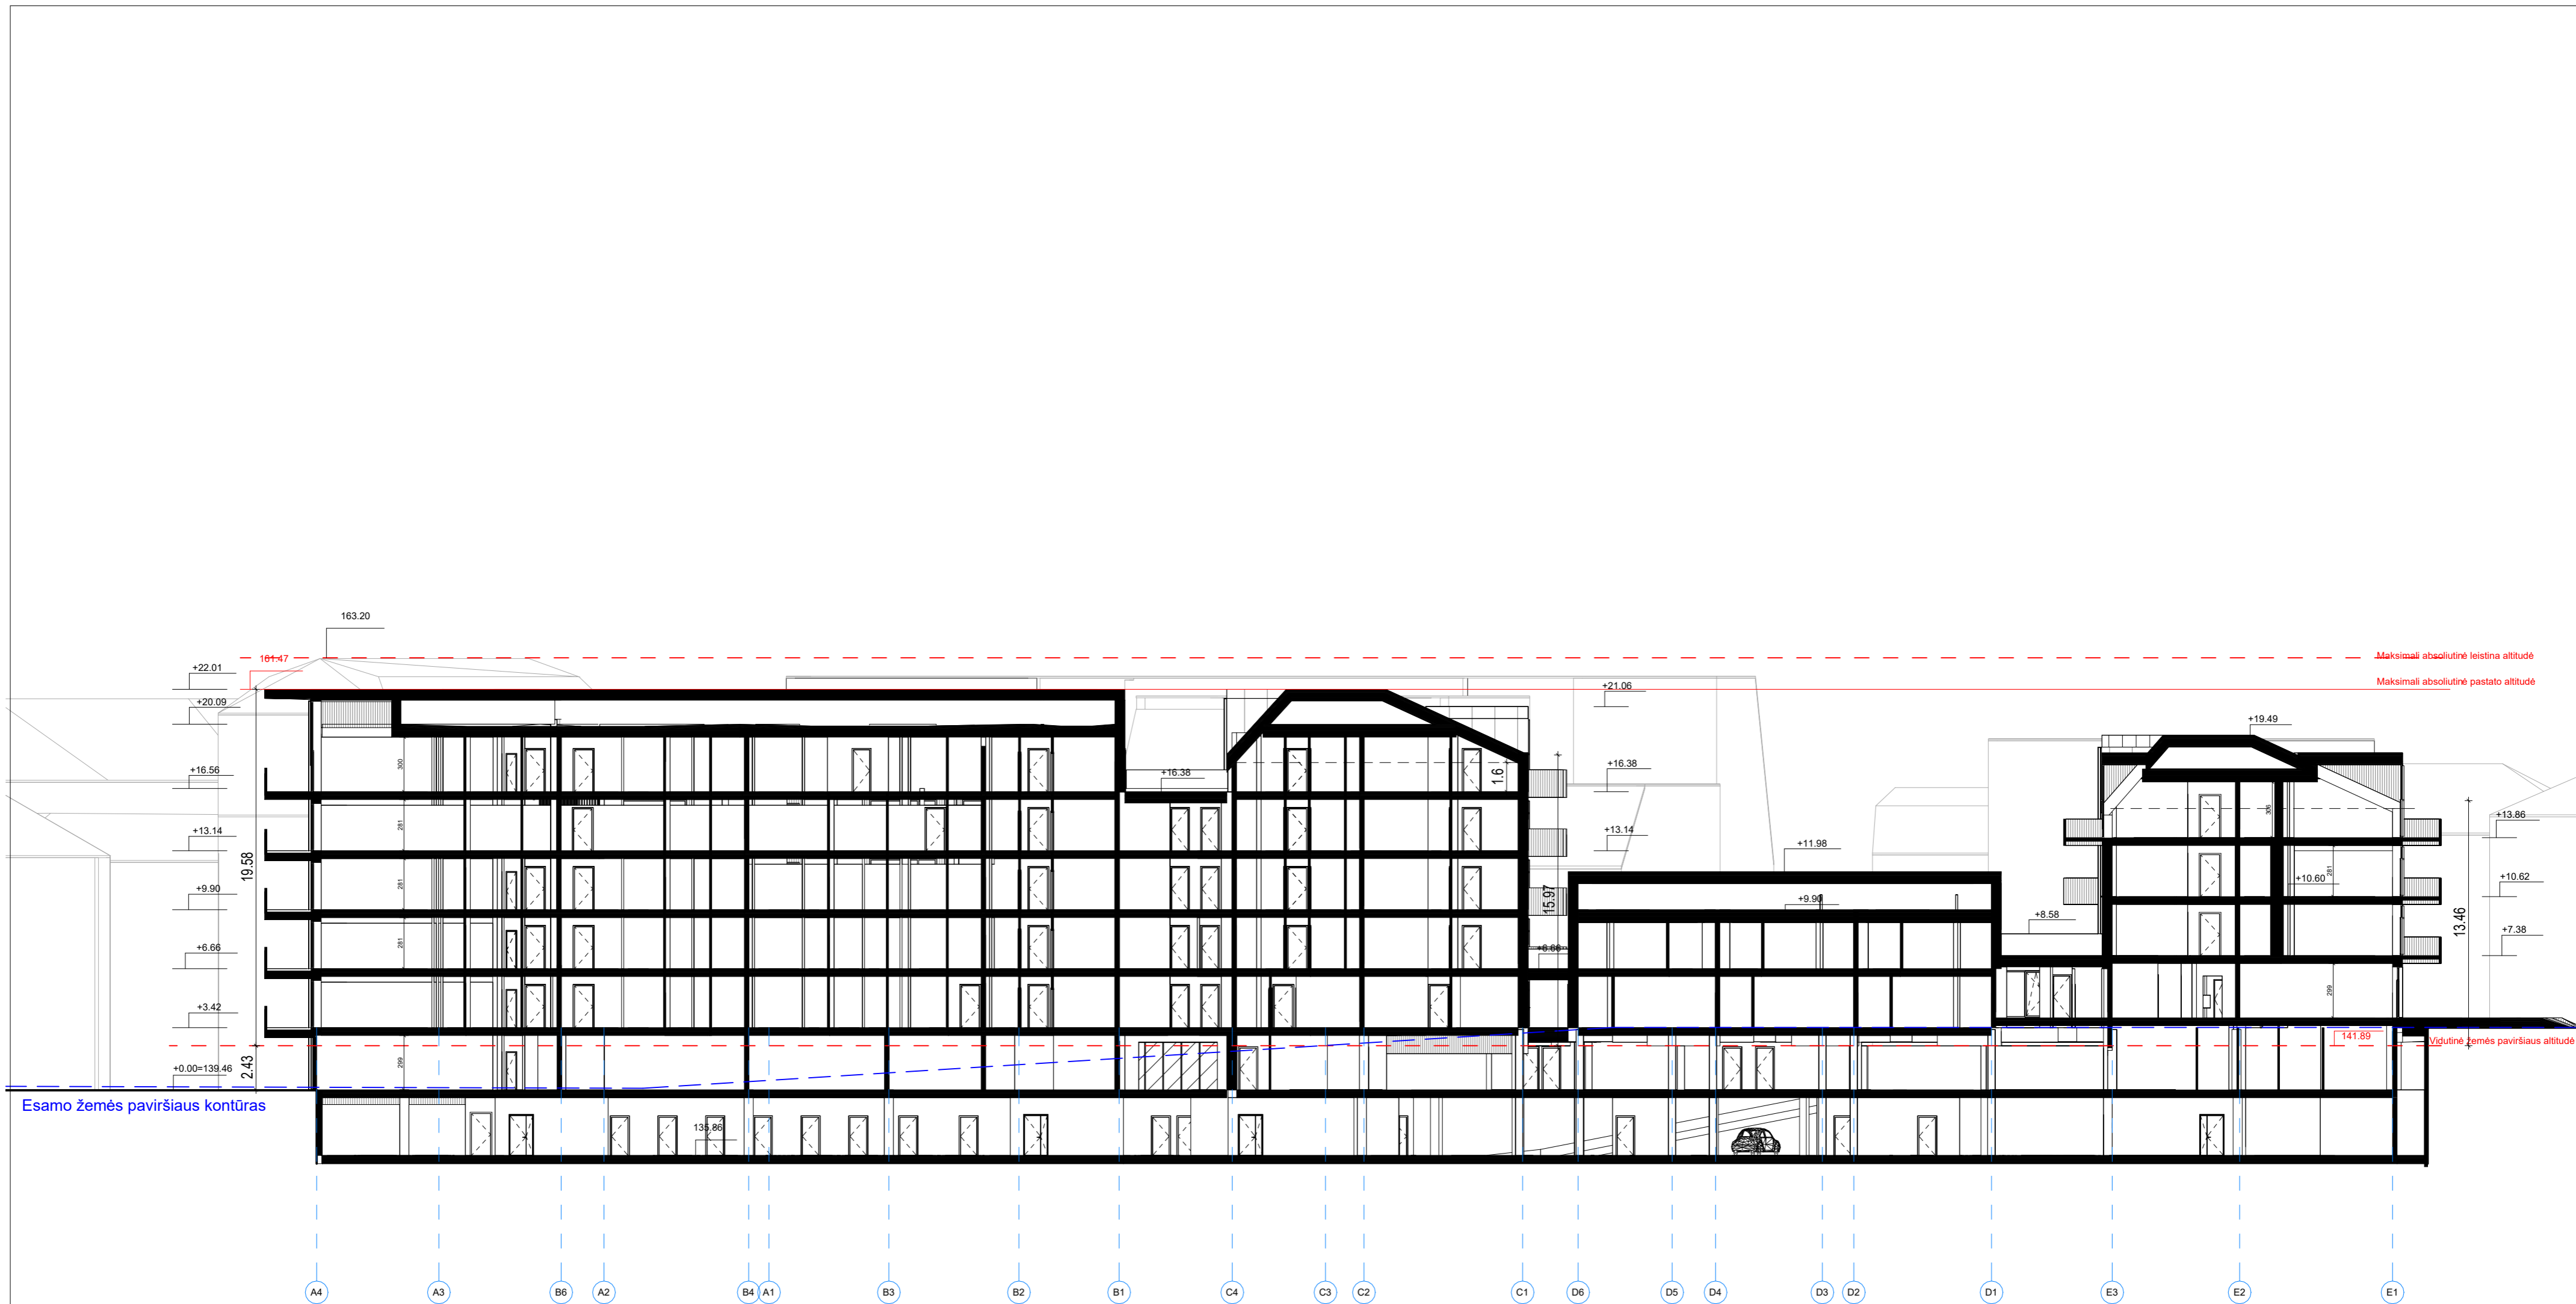 163.20
161.47
Maksimali absoliutinė leistina altitudė
+22.01
Maksimali absoliutinė pastato altitudė
+21.06
+20.09
+19.49
300
+16.56
+16.38
1.6
+16.38
306
+13.14
281
+13.14
+13.86
19.58
+11.98
281
+10.60
+10.62
+9.90
281
15.97
+9.90
+8.58
13.46
+7.38
+6.66
281
+6.66
299
+3.42
141.89
Vidutinė žemės paviršiaus altitudė
2.43
299
+0.00=139.46
Esamo žemės paviršiaus kontūras
135.86
A4
A3
B6
A2
B4
A1
B3
B2
B1
C4
C3
C2
C1
D6
D5
D4
D3
D2
D1
E3
E2
E1